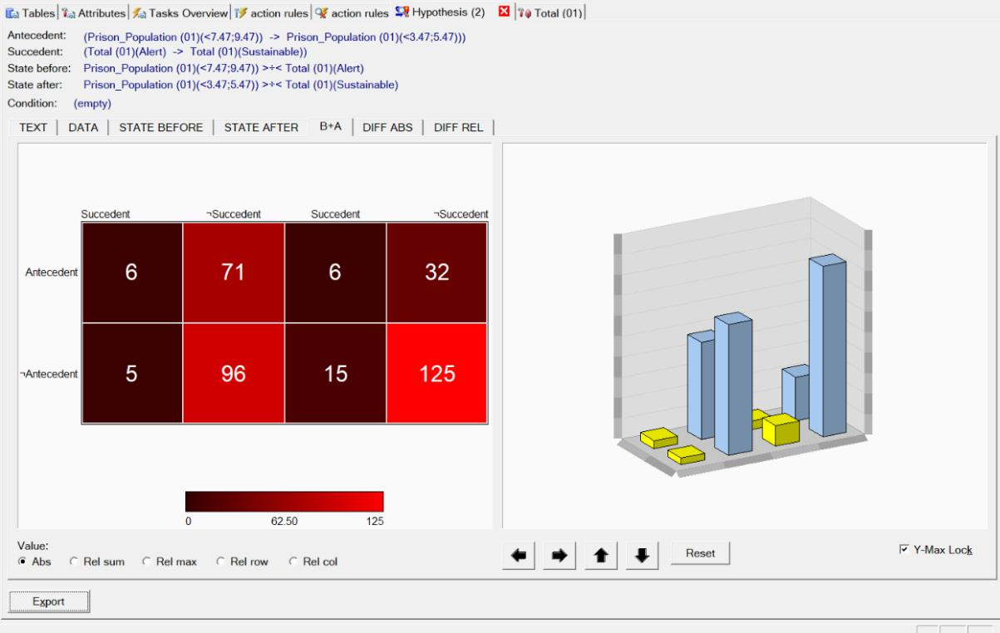 Tables Attributes Tasks Overview action rules action rules Hypothesis (2) Total (01)
Antecedent: (Prison_Population (01)(<7.47;9.47)) -> Prison_Population (01)(<3.47;5.47)))
Succedent: (Total (01)(Alert) -> Total (01)(Sustainable))
State before: Prison_Population (01)(<7.47;9.47)) >÷< Total (01)(Alert)
State after: Prison_Population (01)(<3.47;5.47)) >÷< Total (01)(Sustainable)
Condition: (empty)
TEXT DATA STATE BEFORE STATE AFTER B+A DIFF ABS DIFF REL
Succedent ¬Succedent Succedent ¬Succedent
Antecedent 6 71 6 32
¬Antecedent 5 96 15 125
0 62.50 125
Value:
Abs Rel sum Rel max Rel row Rel col
Reset
Y-Max Lock
Export